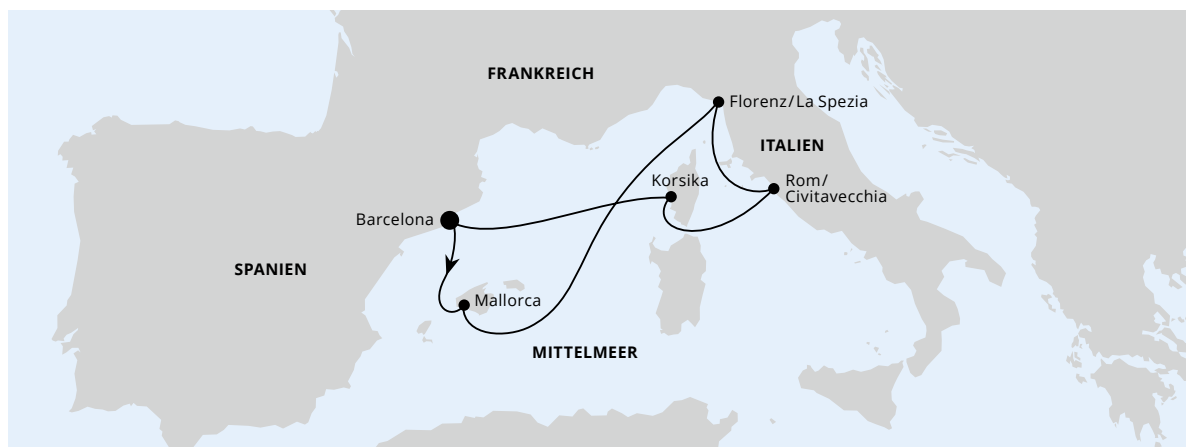 FRANKREICH
Florenz/La Spezia
ITALIEN
Korsika
Rom/
Civitavecchia
Barcelona
SPANIEN
Mallorca
MITTELMEER